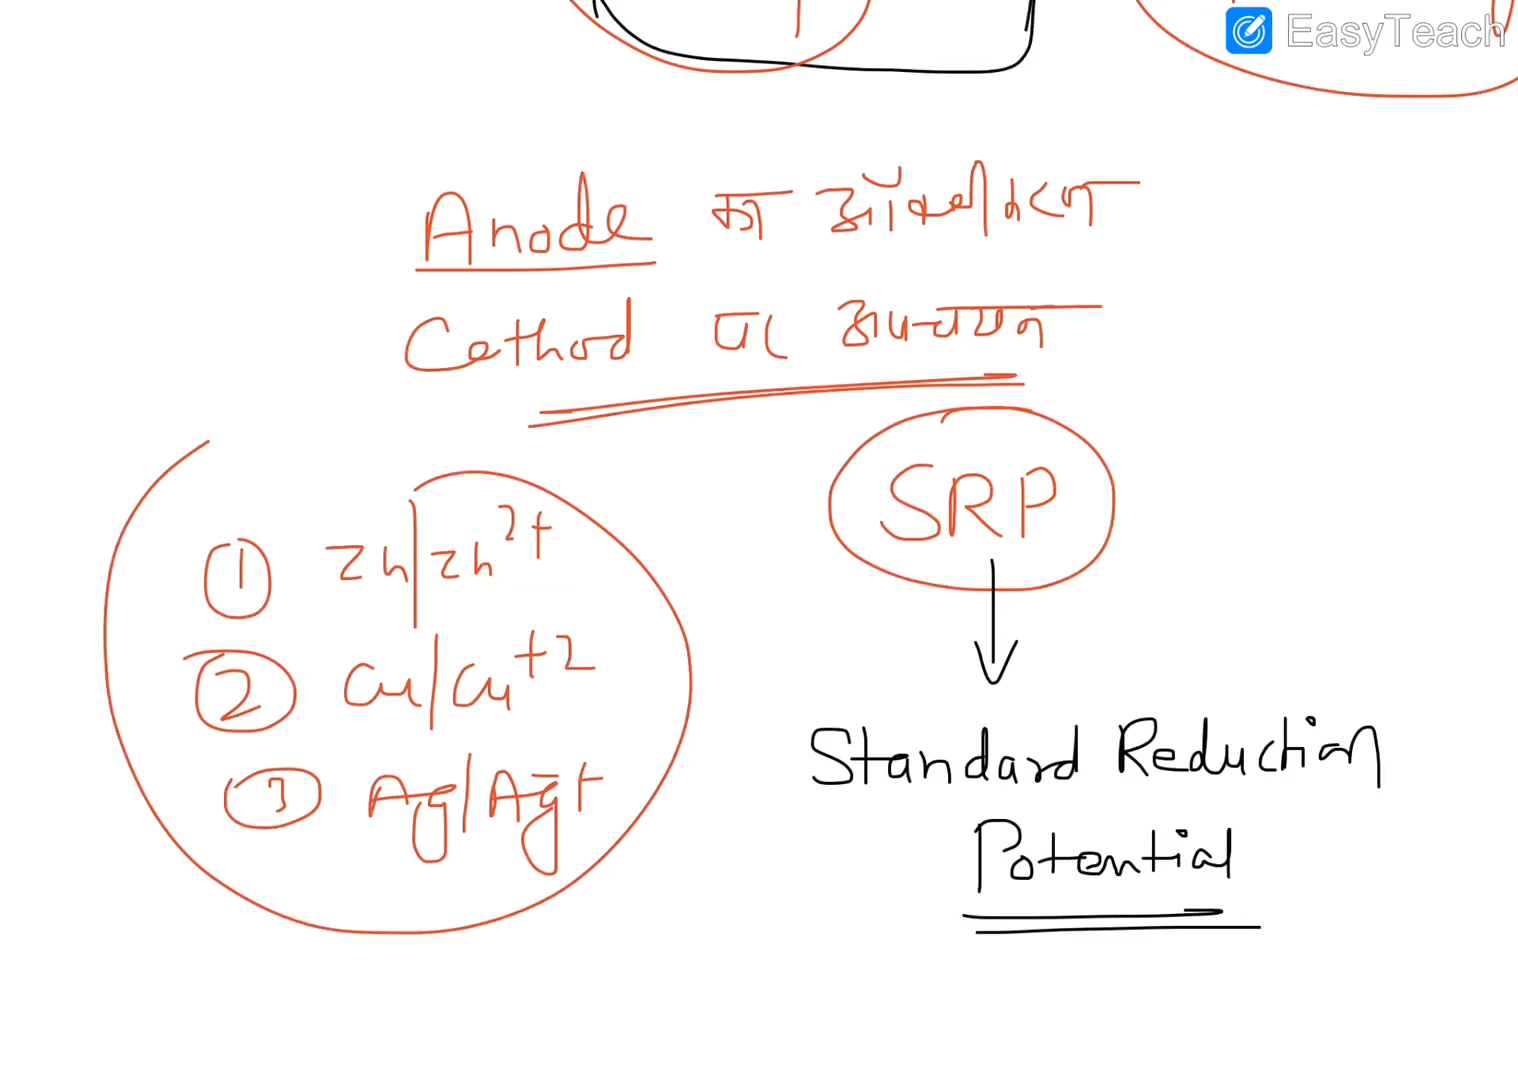 EasyTeach
Anode का ऑक्सीकरण
Cethod पर अपचयन
SRP
① Zn|Zn²⁺
② Cu/Cu⁺²
③ Ag/Ag⁺
Standard Reduction
Potential